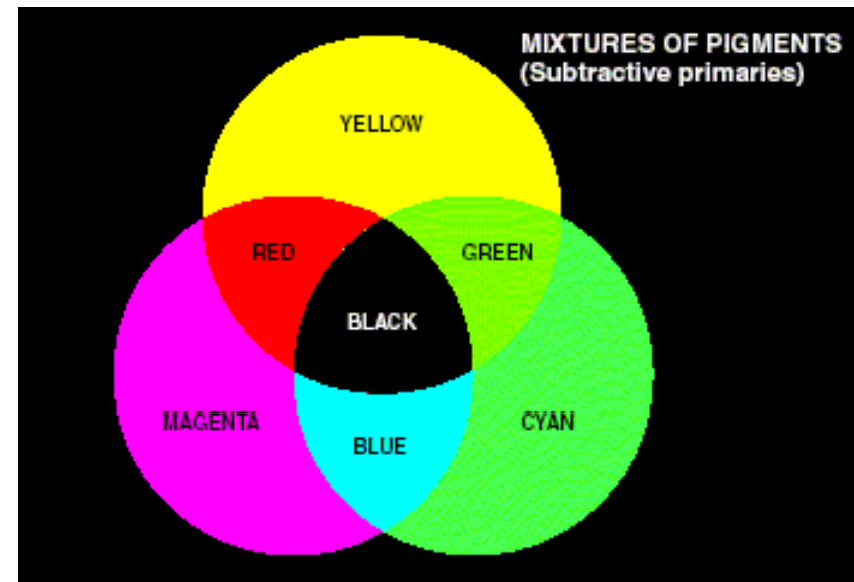 MIXTURES OF PIGMENTS
(Subtractive primaries)
YELLOW
RED
GREEN
BLACK
MAGENTA
CYAN
BLUE